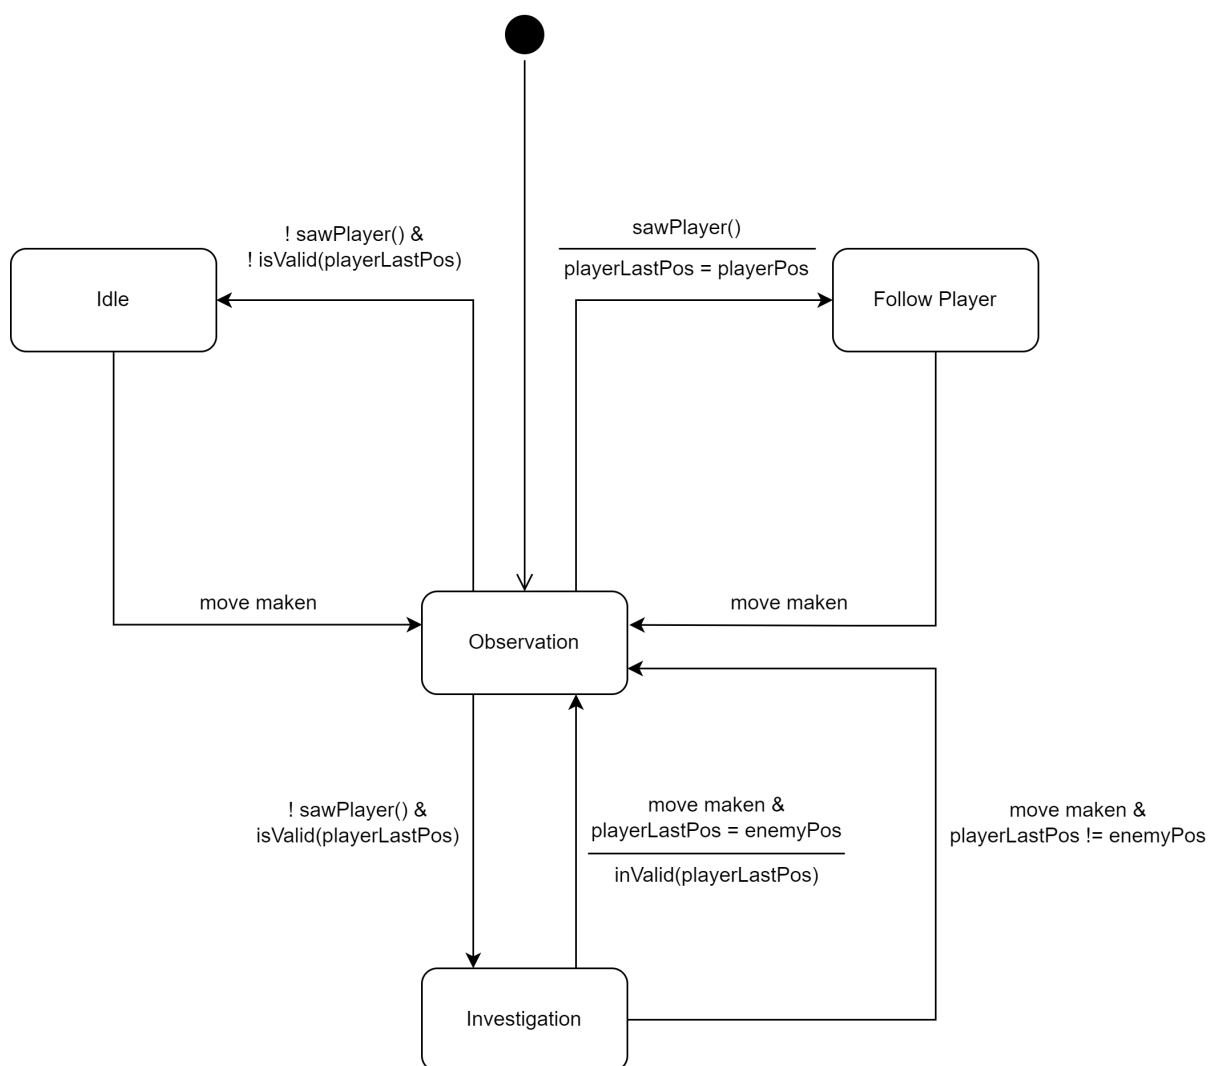 ! sawPlayer() &
! isValid(playerLastPos)
sawPlayer()
playerLastPos = playerPos
Idle
Follow Player
move maken
move maken
Observation
! sawPlayer() &
isValid(playerLastPos)
move maken &
playerLastPos = enemyPos
inValid(playerLastPos)
move maken &
playerLastPos != enemyPos
Investigation